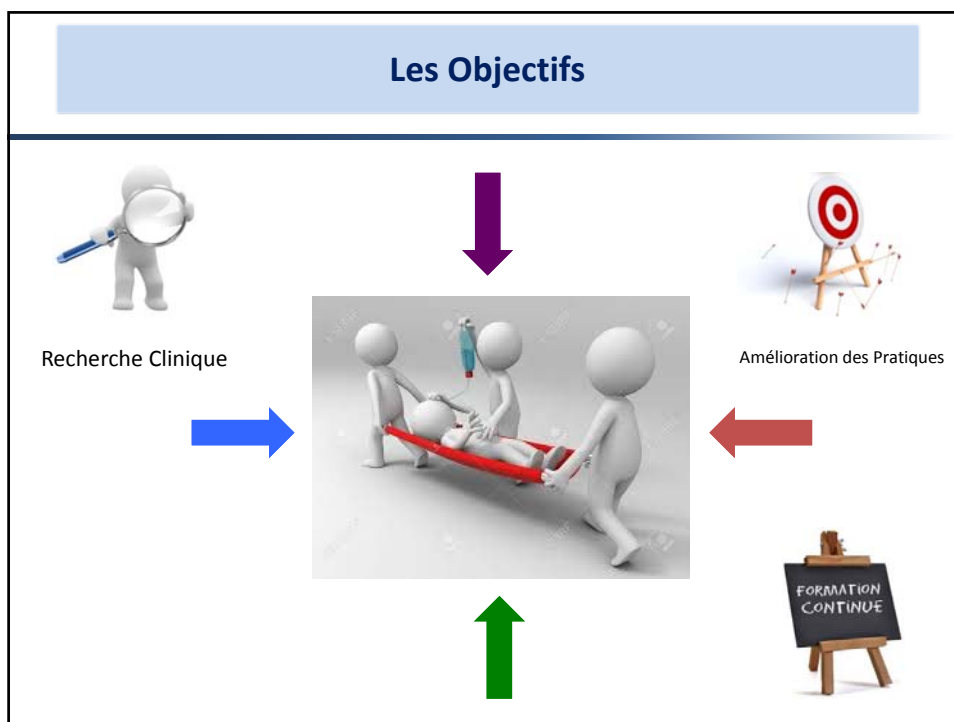 Les Objectifs
Recherche Clinique
Amélioration des Pratiques
FORMATION
CONTINUE